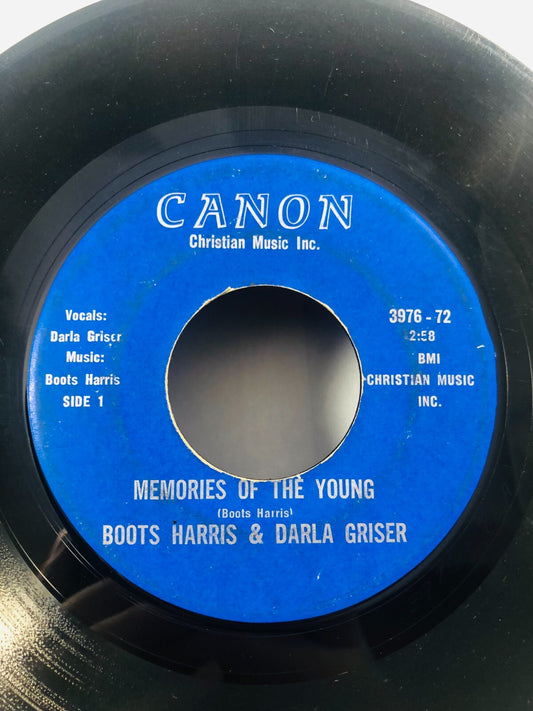 CANON
Christian Music Inc.
Vocals:
Darla Griser
Music:
Boots Harris
SIDE 1
3976 - 72
2:58
BMI
CHRISTIAN MUSIC
INC.
MEMORIES OF THE YOUNG
(Boots Harris)
BOOTS HARRIS & DARLA GRISER